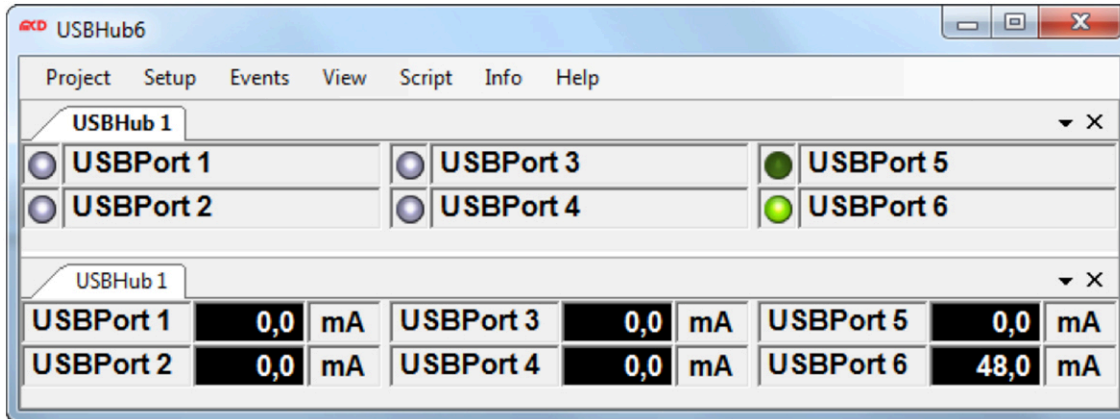 GKD USBHub6
Project Setup Events View Script Info Help
USBHub 1
USBPort 1 USBPort 3 USBPort 5
USBPort 2 USBPort 4 USBPort 6
USBHub 1
USBPort 1 0,0 mA USBPort 3 0,0 mA USBPort 5 0,0 mA
USBPort 2 0,0 mA USBPort 4 0,0 mA USBPort 6 48,0 mA